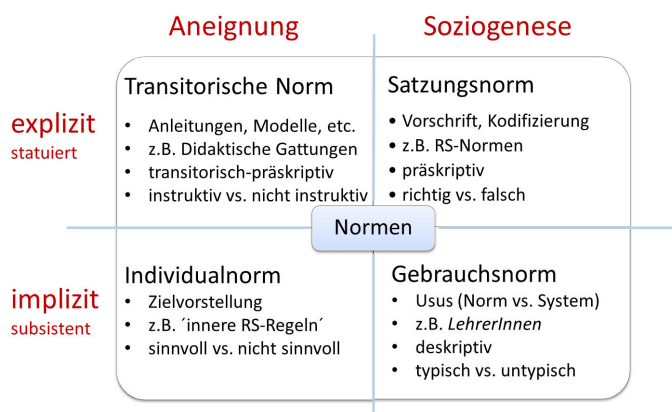 Aneignung
Soziogenese
explizit
statuiert
Transitorische Norm
• Anleitungen, Modelle, etc.
• z.B. Didaktische Gattungen
• transitorisch-präskriptiv
• instruktiv vs. nicht instruktiv
Satzungsnorm
• Vorschrift, Kodifizierung
• z.B. RS-Normen
• präskriptiv
• richtig vs. falsch
Normen
implizit
subsistent
Individualnorm
• Zielvorstellung
• z.B. ´innere RS-Regeln´
• sinnvoll vs. nicht sinnvoll
Gebrauchsnorm
• Usus (Norm vs. System)
• z.B. LehrerInnen
• deskriptiv
• typisch vs. untypisch